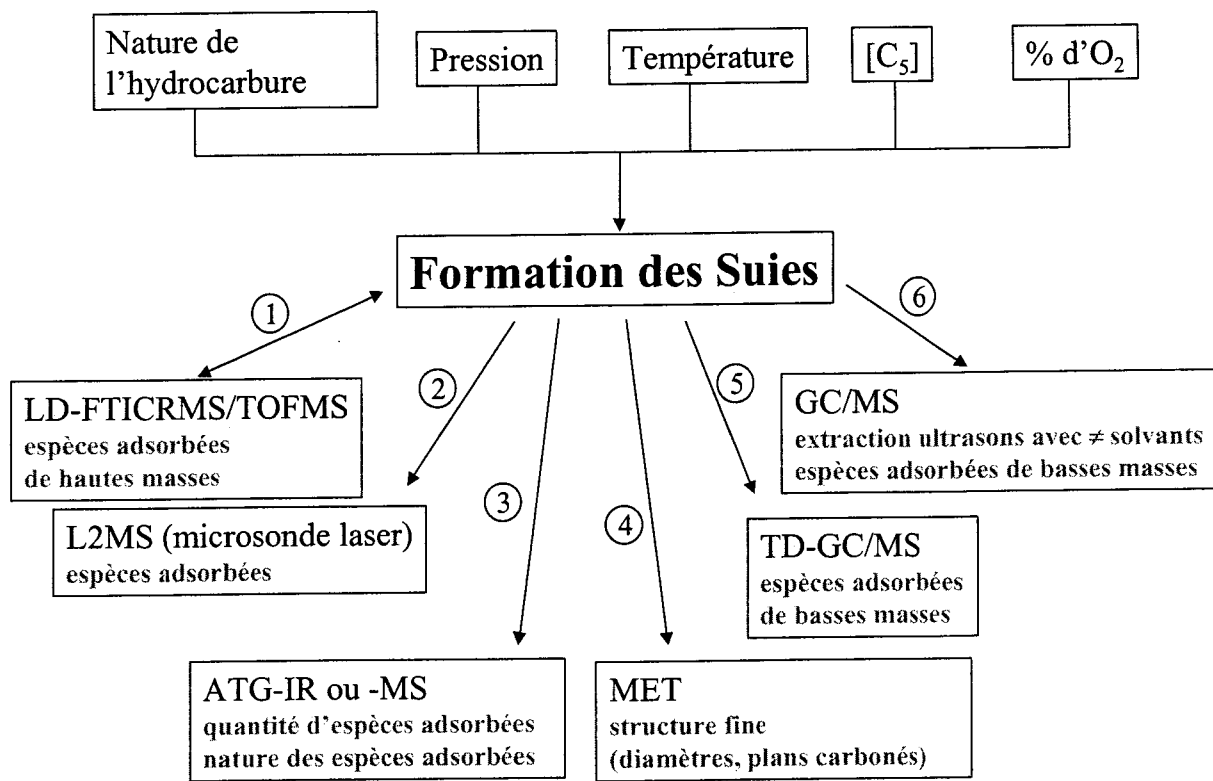 Nature de
l'hydrocarbure
Pression
Température
[C₅]
% d'O₂
Formation des Suies
①
②
③
④
⑤
⑥
LD-FTICRMS/TOFMS
espèces adsorbées
de hautes masses
L2MS (microsonde laser)
espèces adsorbées
ATG-IR ou -MS
quantité d'espèces adsorbées
nature des espèces adsorbées
MET
structure fine
(diamètres, plans carbonés)
TD-GC/MS
espèces adsorbées
de basses masses
GC/MS
extraction ultrasons avec ≠ solvants
espèces adsorbées de basses masses